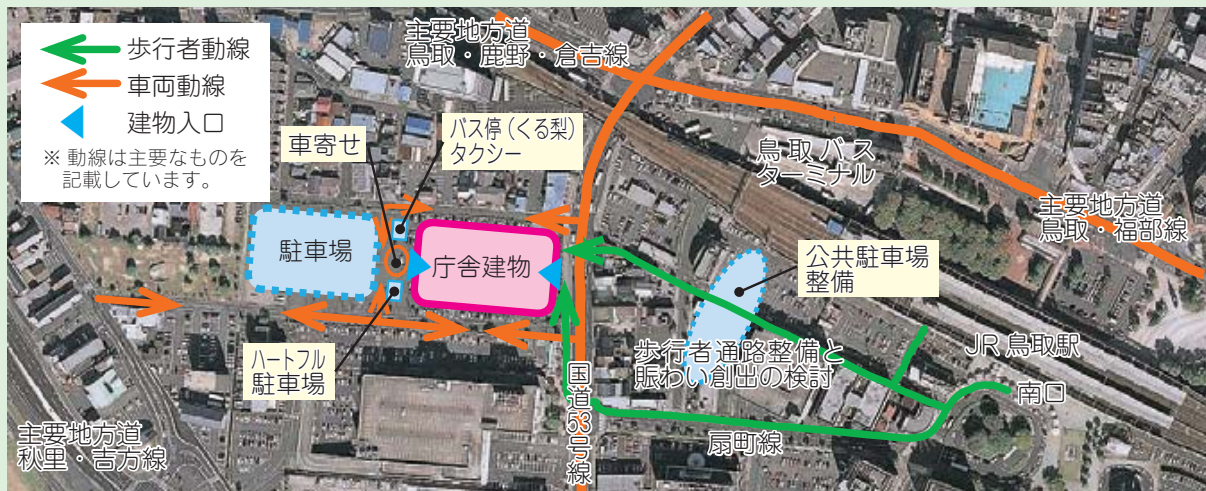 歩行者動線
車両動線
建物入口
※ 動線は主要なものを
記載しています。
主要地方道
鳥取・鹿野・倉吉線
車寄せ
バス停（くる梨）
タクシー
鳥取バス
ターミナル
主要地方道
鳥取・福部線
駐車場
庁舎建物
公共駐車場
整備
ハートフル
駐車場
歩行者通路整備と
賑わい創出の検討
JR 鳥取駅
南口
国道53号線
扇町線
主要地方道
秋里・吉方線